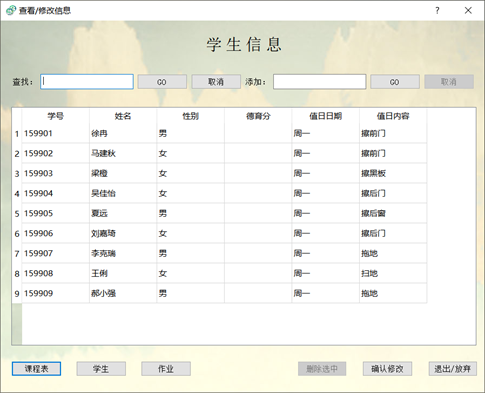 查看/修改信息 ?
学生信息
查找： GO 取消 添加： GO 取消
学号 姓名 性别 德育分 值日日期 值日内容
1 159901 徐冉 男 周一 擦前门
2 159902 马建秋 女 周一 擦前门
3 159903 梁橙 女 周一 擦黑板
4 159904 吴佳怡 女 周一 擦后门
5 159905 夏远 男 周一 擦后窗
6 159906 刘嘉琦 女 周一 擦后门
7 159907 李克瑞 男 周一 拖地
8 159908 王俐 女 周一 扫地
9 159909 郝小强 男 周一 拖地
课程表 学生 作业 删除选中 确认修改 退出/放弃